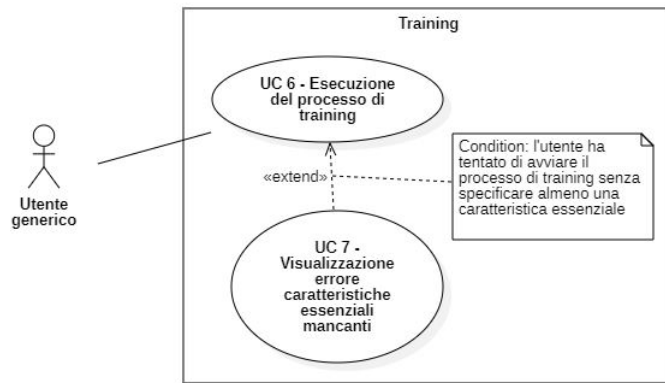 Training
UC 6 - Esecuzione
del processo di
training
Utente
generico
«extend»
Condition: l'utente ha
tentato di avviare il
processo di training senza
specificare almeno una
caratteristica essenziale
UC 7 -
Visualizzazione
errore
caratteristiche
essenziali
mancanti